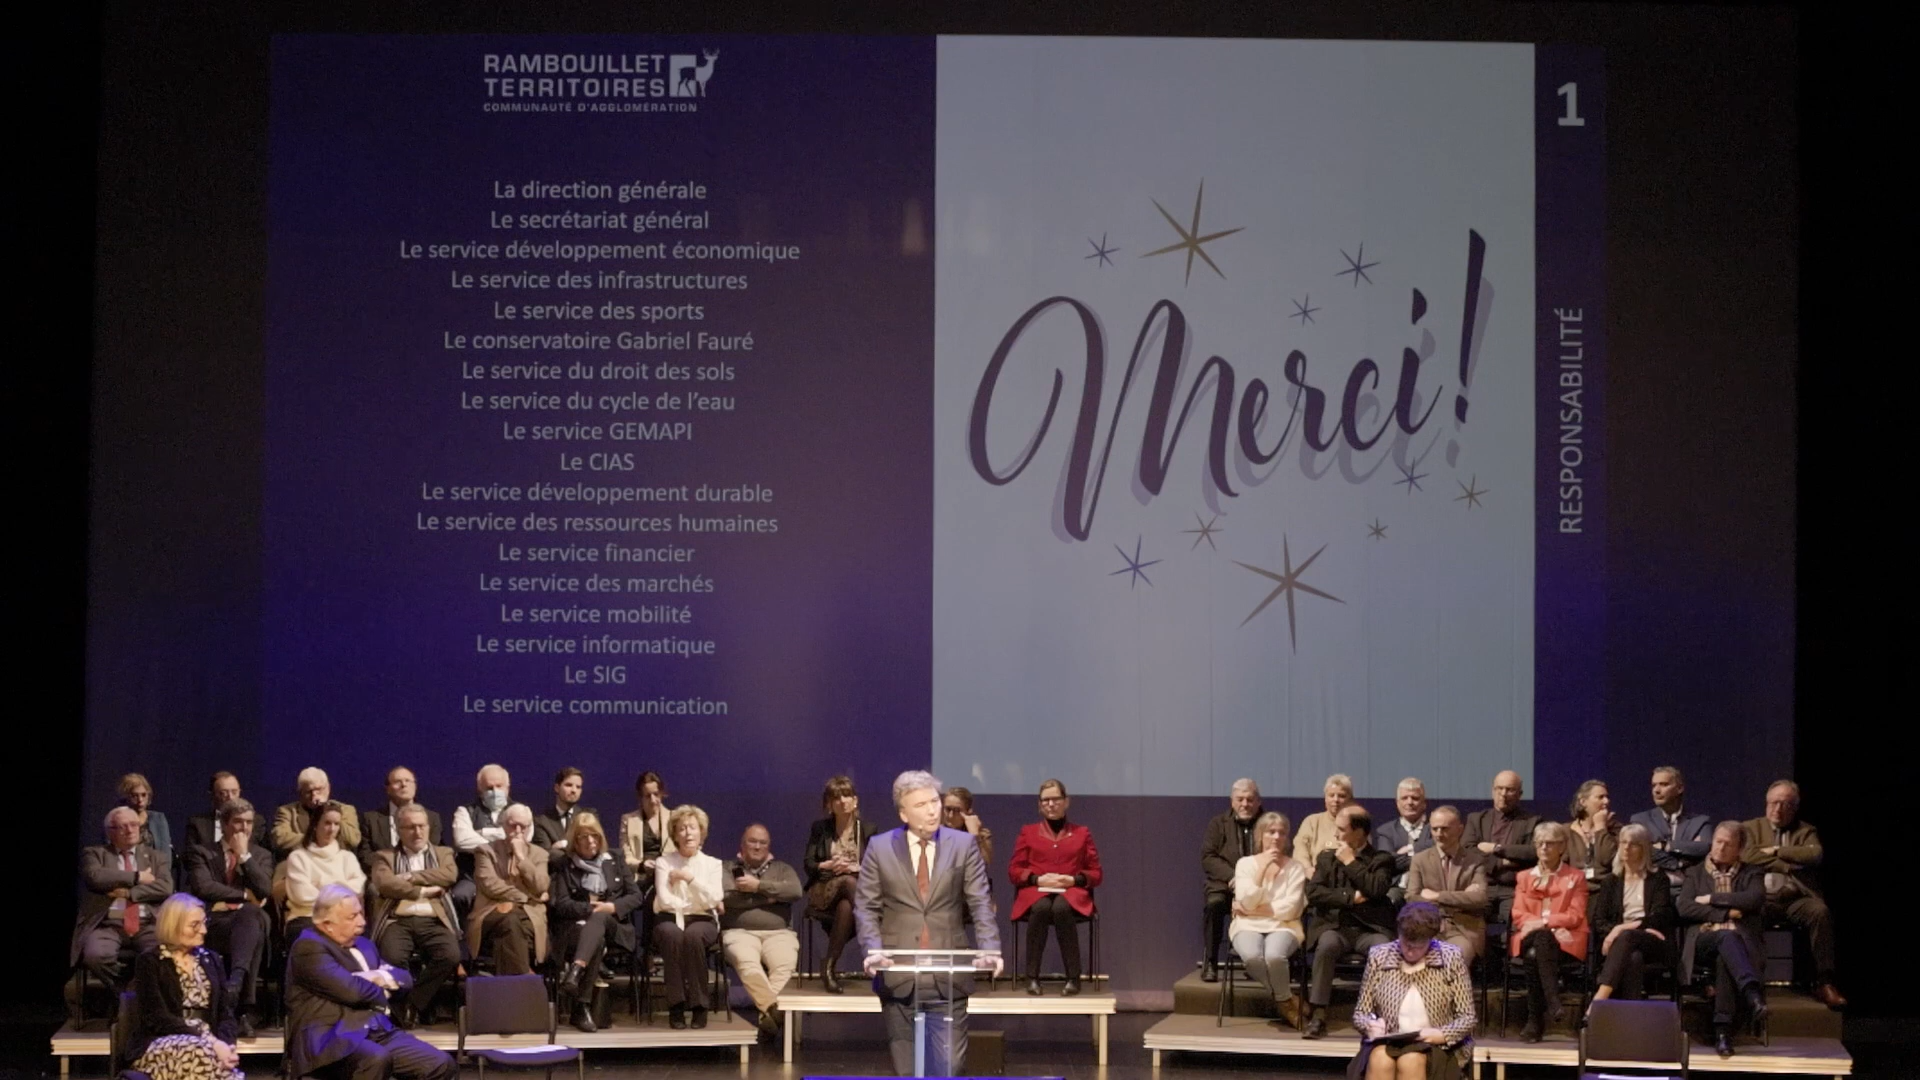 RAMBOUILLET
TERRITOIRES
COMMUNAUTÉ D'AGGLOMÉRATION
La direction générale
Le secrétariat général
Le service développement économique
Le service des infrastructures
Le service des sports
Le conservatoire Gabriel Fauré
Le service du droit des sols
Le service du cycle de l'eau
Le service GEMAPI
Le CIAS
Le service développement durable
Le service des ressources humaines
Le service financier
Le service des marchés
Le service mobilité
Le service informatique
Le SIG
Le service communication
Merci !
1
RESPONSABILITÉ